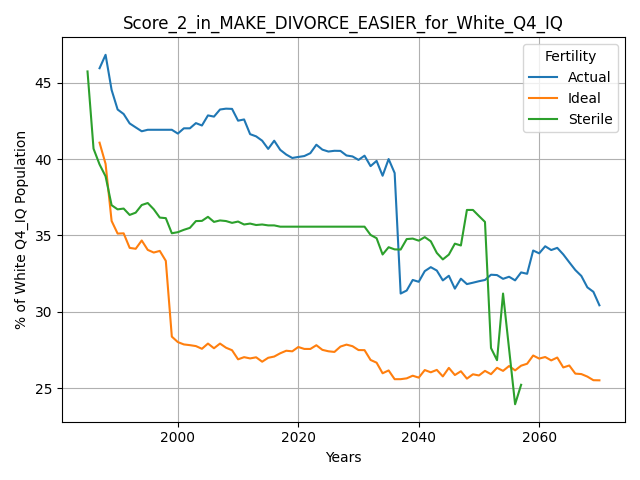 Score_2_in_MAKE_DIVORCE_EASIER_for_White_Q4_IQ
Fertility
Actual
Ideal
Sterile
% of White Q4_IQ Population
45
40
35
30
25
2000
2020
2040
2060
Years